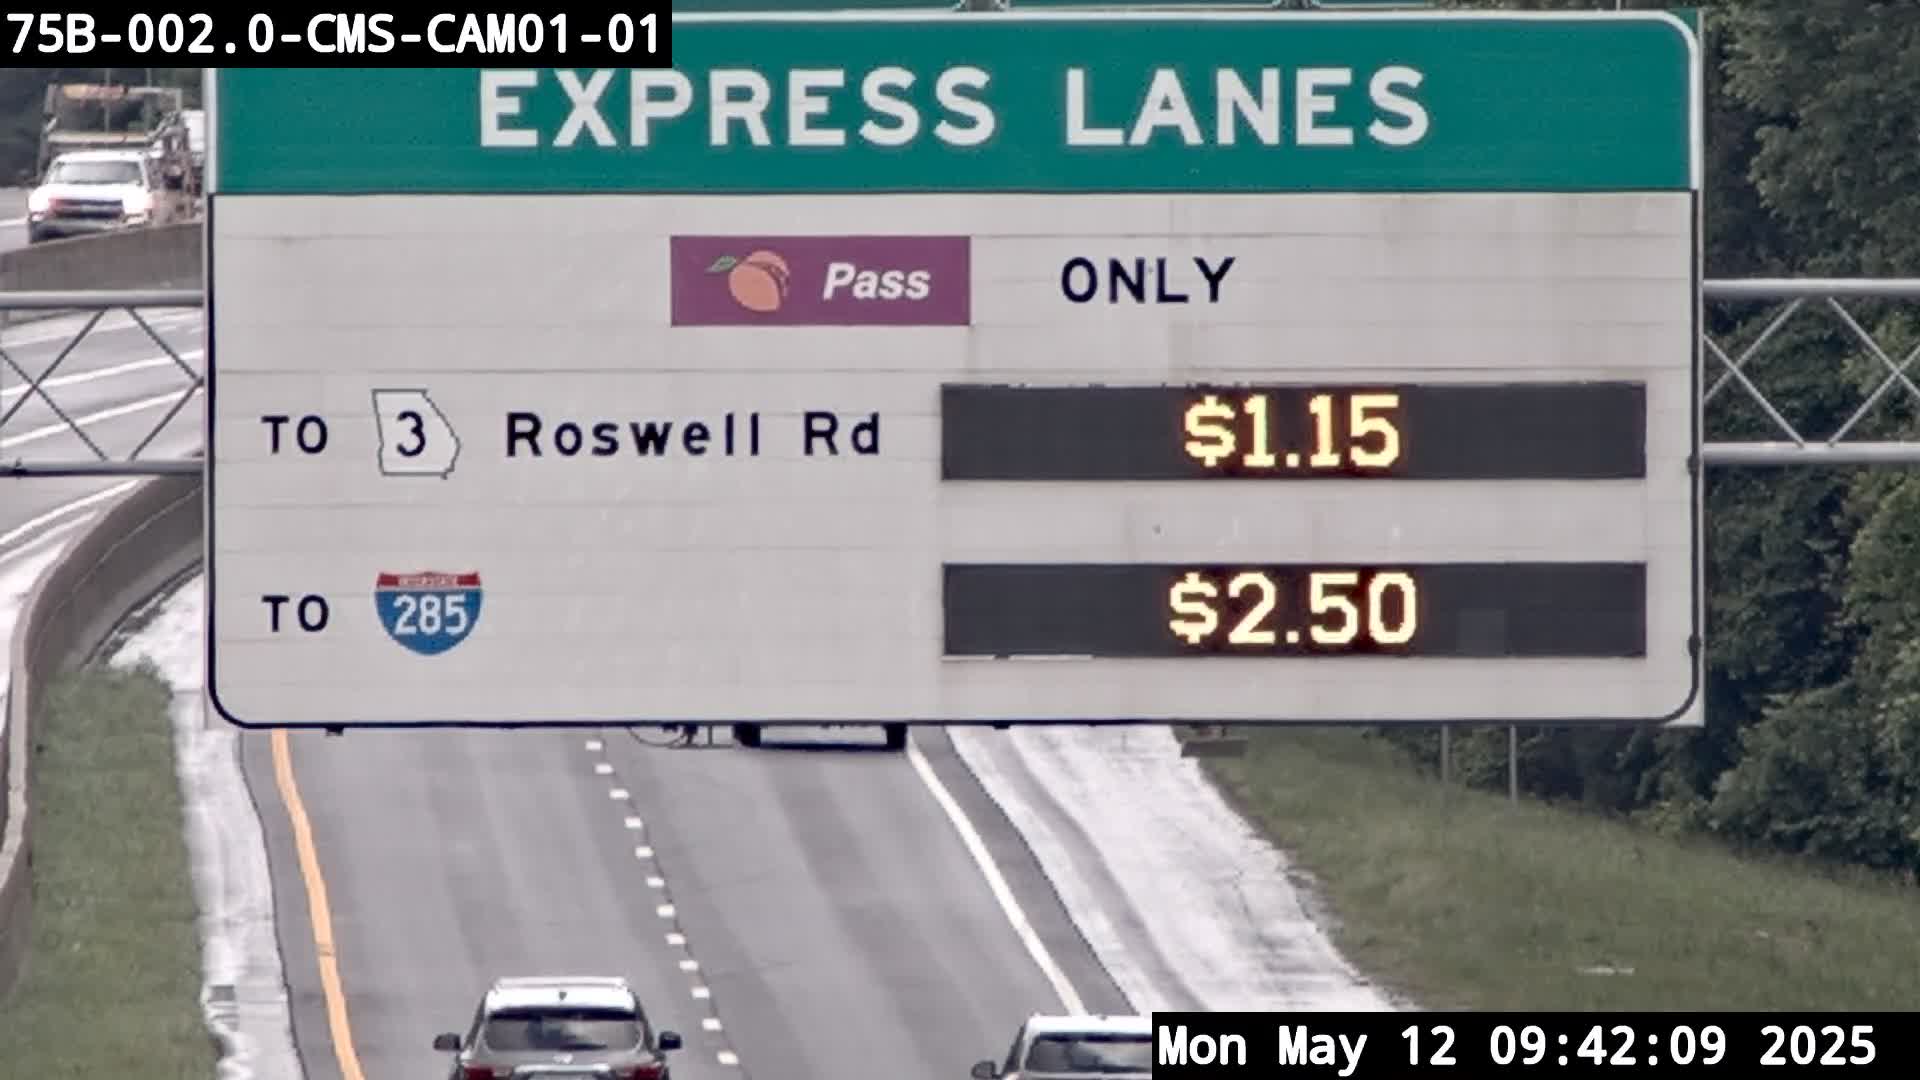 75B-002.0-CMS-CAM01-01
EXPRESS LANES
Pass ONLY
TO 3 Roswell Rd $1.15
TO 285 $2.50
Mon May 12 09:42:09 2025